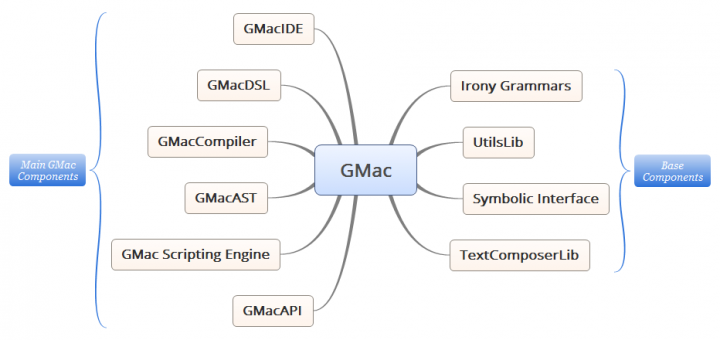 GMacIDE
GMacDSL
GMacCompiler
GMacAST
GMac Scripting Engine
GMacAPI
Main GMac
Components
GMac
Irony Grammars
UtilsLib
Symbolic Interface
TextComposerLib
Base
Components